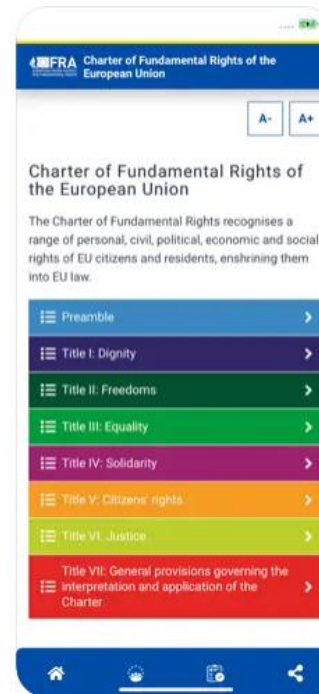 FRA
Charter of Fundamental Rights of the
European Union
A-
A+
Charter of Fundamental Rights of
the European Union
The Charter of Fundamental Rights recognises a
range of personal, civil, political, economic and social
rights of EU citizens and residents, enshrining them
into EU law.
Preamble
Title I: Dignity
Title II: Freedoms
Title III: Equality
Title IV: Solidarity
Title V: Citizens' rights
Title VI: Justice
Title VII: General provisions governing the
interpretation and application of the
Charter